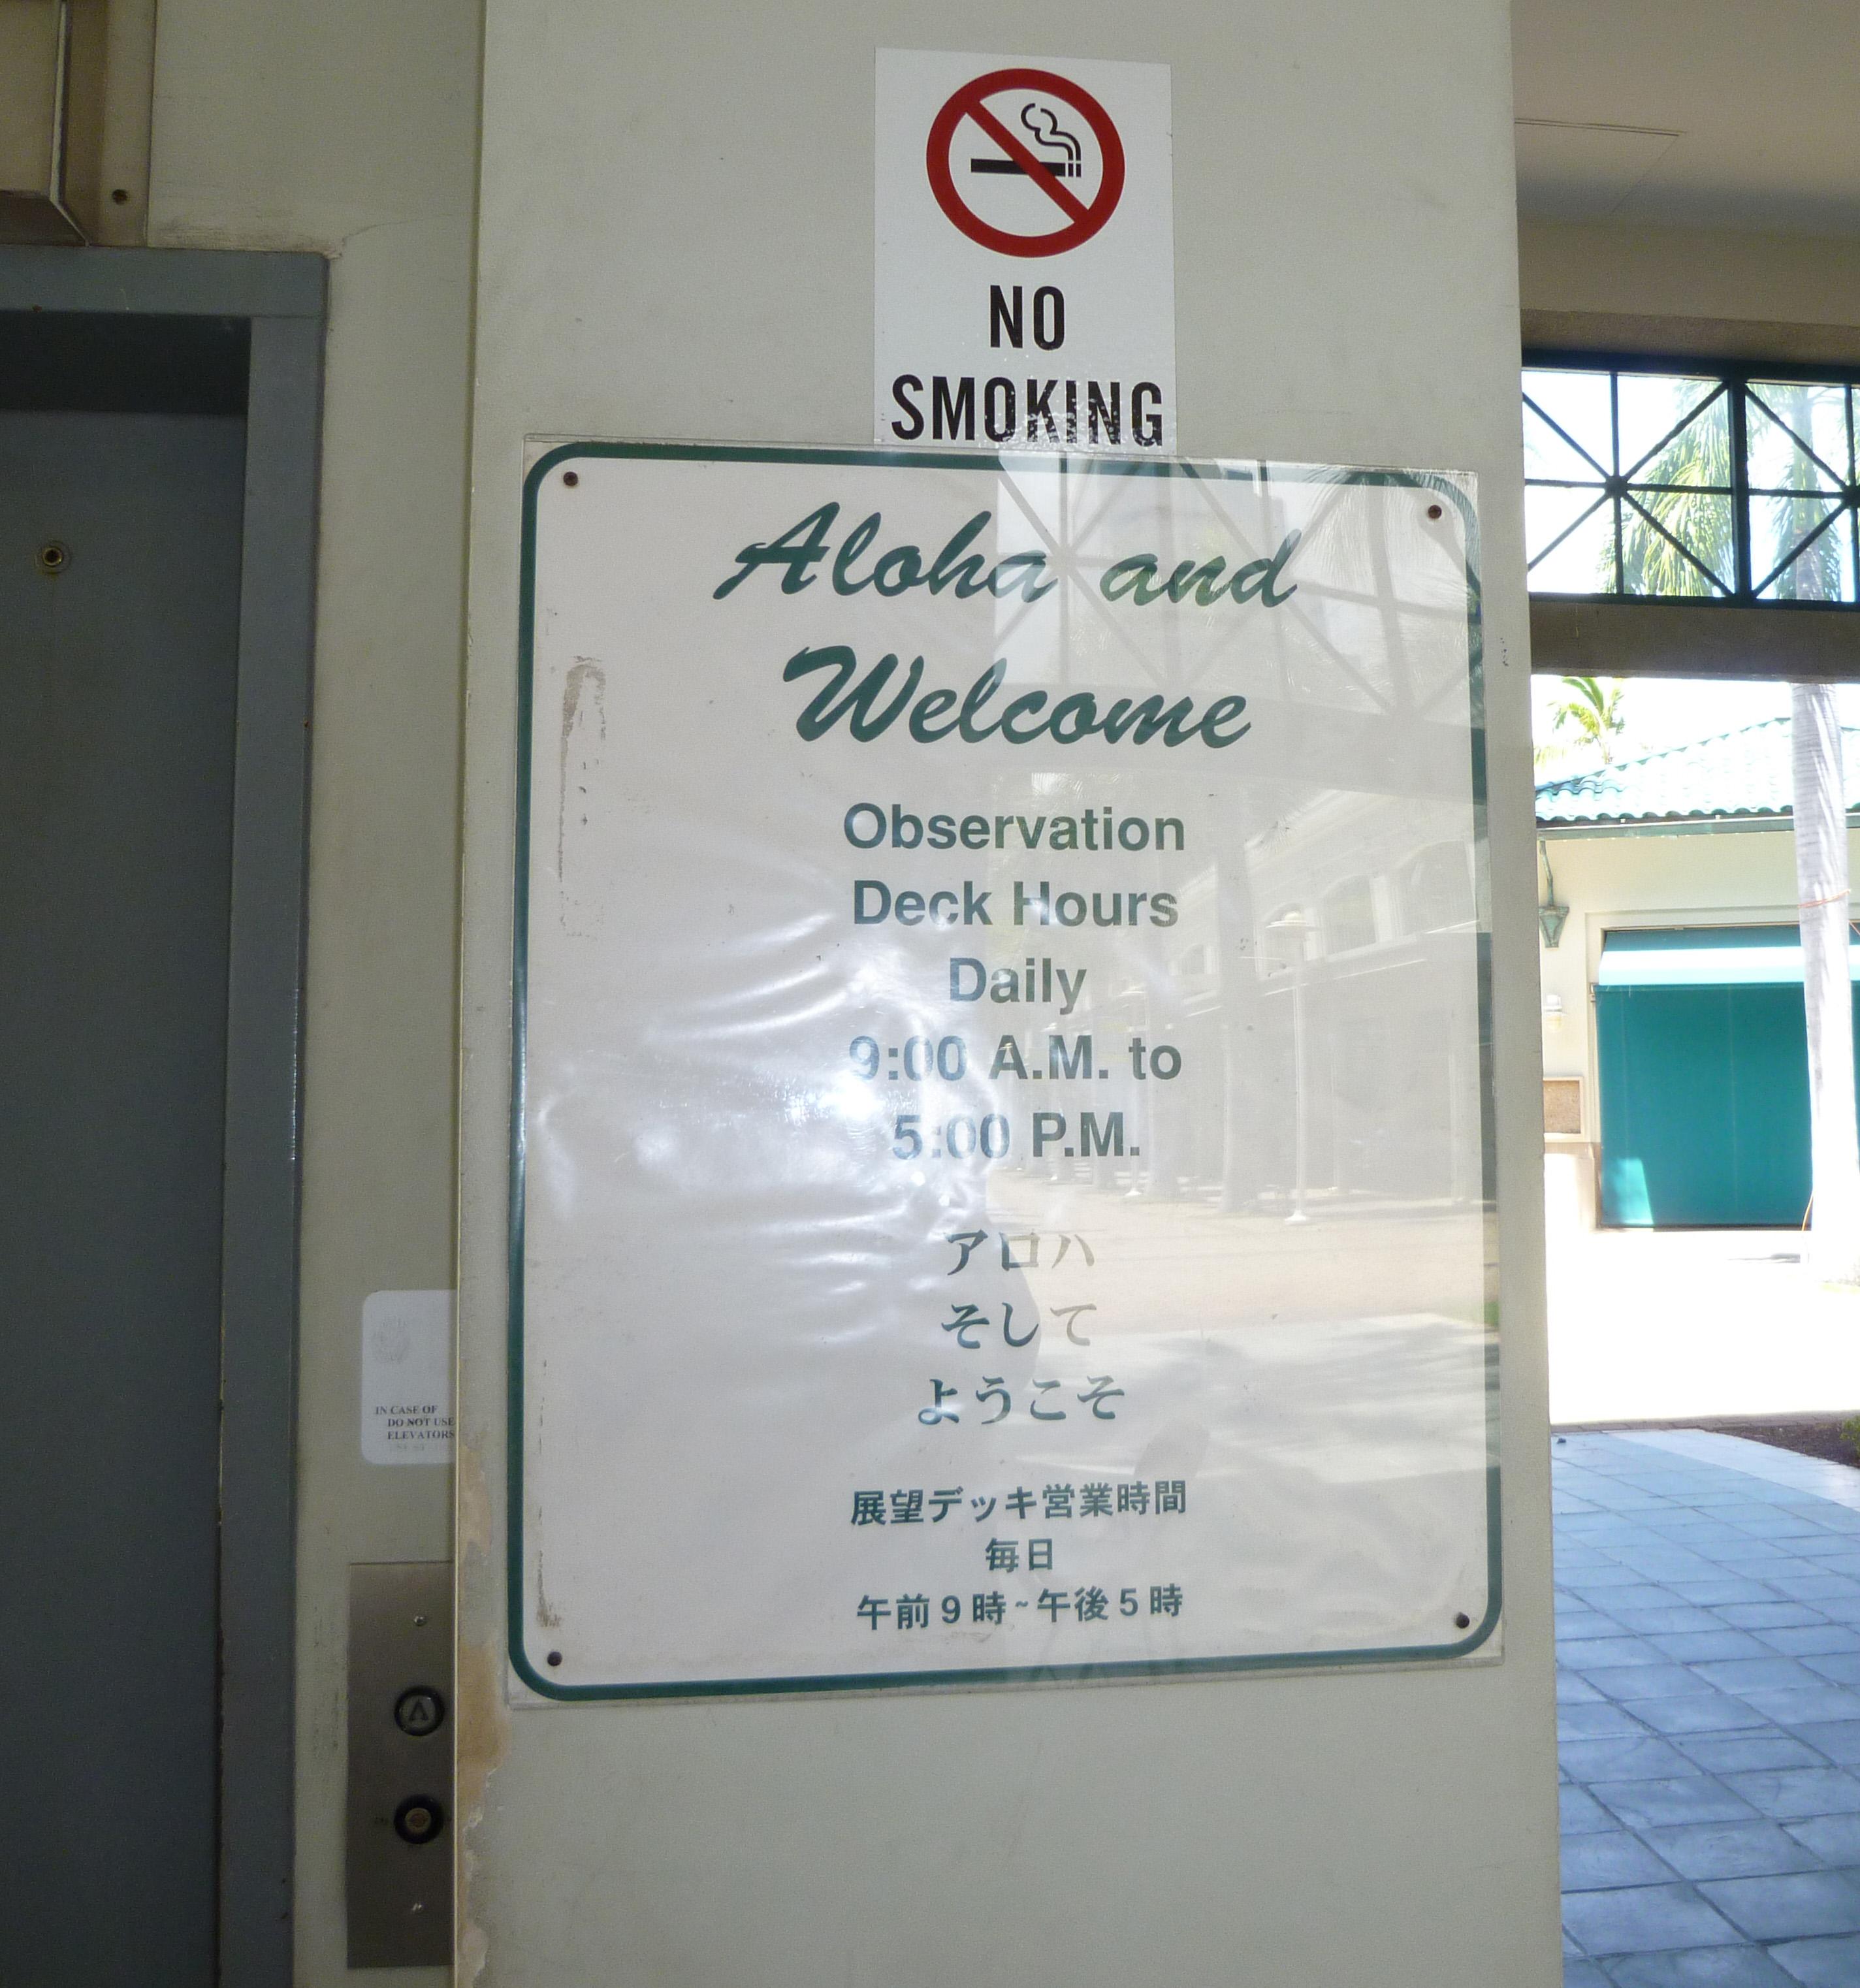 NO
SMOKING
Aloha and
Welcome
Observation
Deck Hours
Daily
9:00 A.M. to
5:00 P.M.
アロハ
そして
ようこそ
展望デッキ営業時間
毎日
午前9時~午後5時
IN CASE OF
DO NOT USE
ELEVATORS